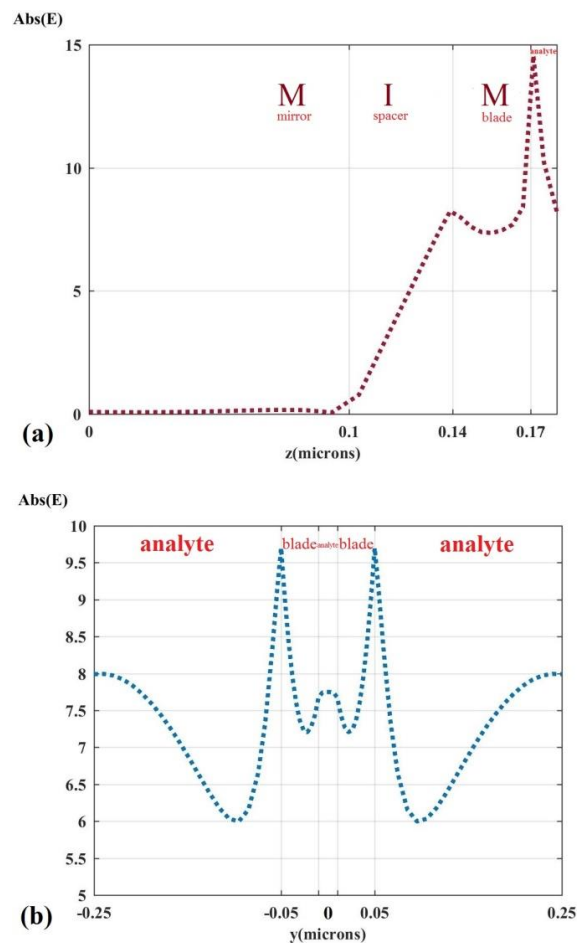 Abs(E)
15
analyte
M I M
mirror spacer blade
10
5
0
0 0.1 0.14 0.17
(a)
z(microns)
Abs(E)
10
analyte blade analyte blade analyte
9.5
9
8.5
8
7.5
7
6.5
6
5.5
5
-0.25 -0.05 0 0.05 0.25
(b)
y(microns)